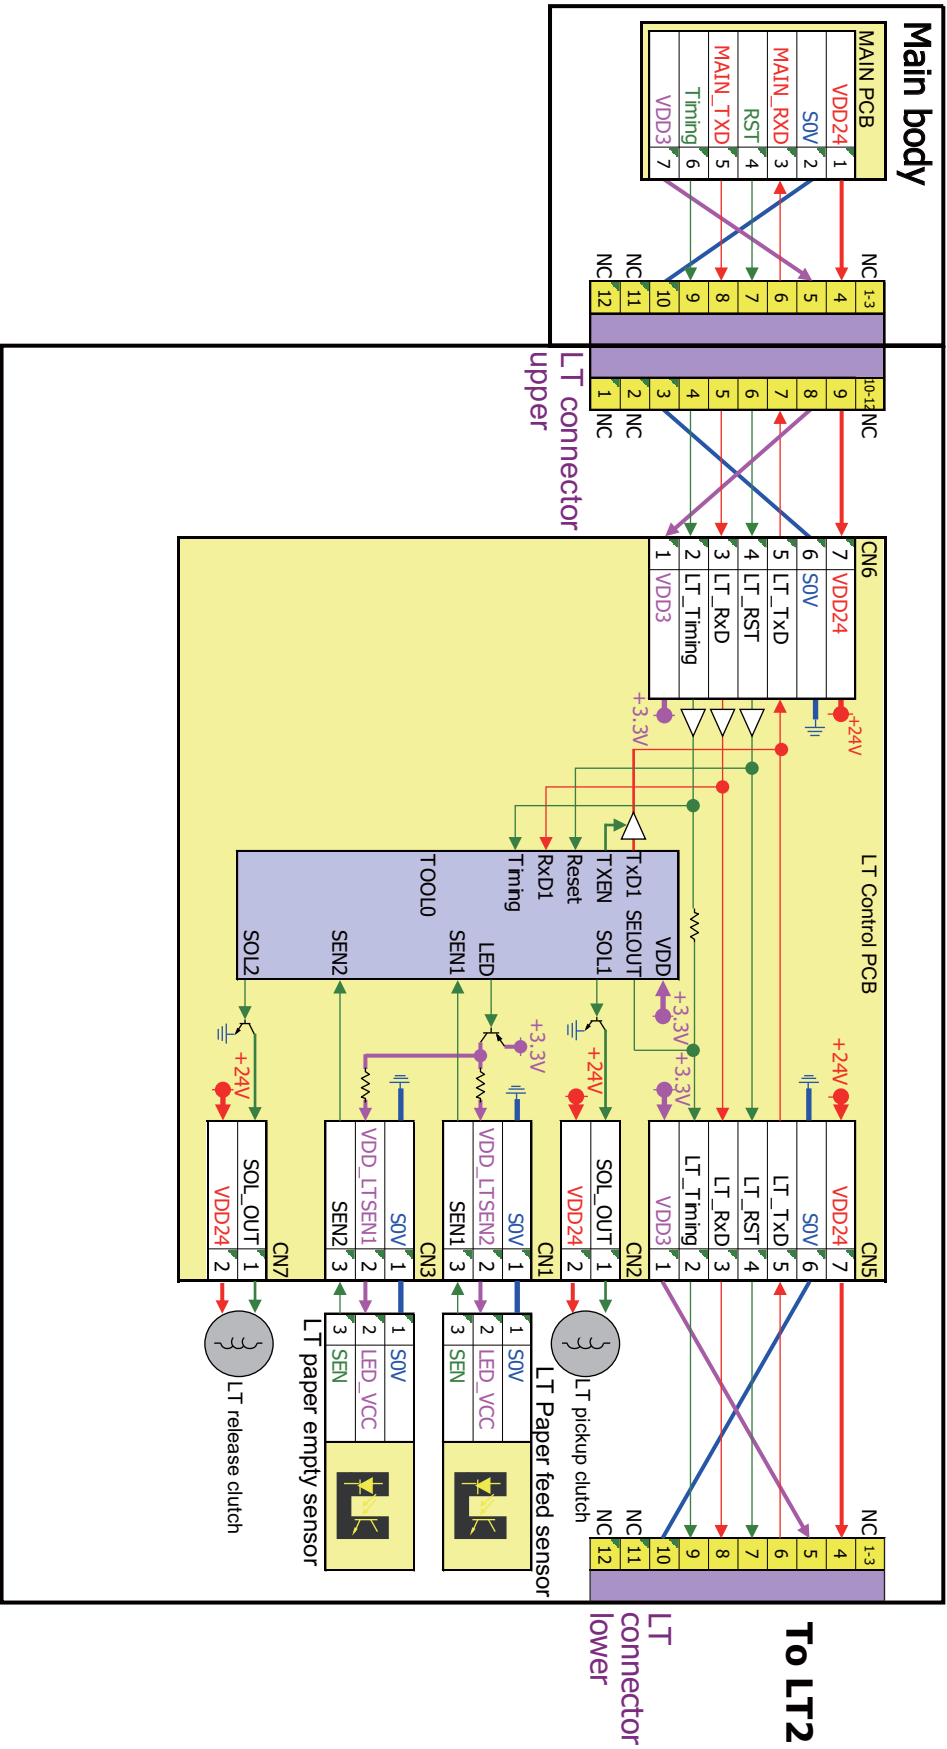 Main body
MAIN PCB
VDD24 1
S0V 2
MAIN_RXD 3
RST 4
MAIN_TXD 5
Timing 6
VDD3 7
NC 1-3
4
5
6
7
8
9
10
NC 11
NC 12
LT connector
upper
10-12 NC
9
8
7
6
5
4
3
2 NC
1 NC
CN6
7 VDD24
6 S0V
5 LT_TxD
4 LT_RST
3 LT_RxD
2 LT_Timing
1 VDD3
+24V
+3.3V
LT Control PCB
VDD
SELOUT
TxD1
TXEN
Reset
RxD1
Timing
TOOL0
SOL1
LED
SEN1
SEN2
SOL2
+3.3V
+3.3V
+3.3V
+24V
+24V
+24V
CN5
VDD24 7
S0V 6
LT_TxD 5
LT_RST 4
LT_RxD 3
LT_Timing 2
VDD3 1
CN2
SOL_OUT 1
VDD24 2
LT pickup clutch
CN1
S0V 1
VDD_LTSEN2 2
SEN1 3
1 S0V
2 LED_VCC
3 SEN
LT Paper feed sensor
CN3
S0V 1
VDD_LTSEN1 2
SEN2 3
1 S0V
2 LED_VCC
3 SEN
LT paper empty sensor
CN7
SOL_OUT 1
VDD24 2
LT release clutch
NC 1-3
4
5
6
7
8
9
10
NC 11
NC 12
LT
connector
lower
To LT2